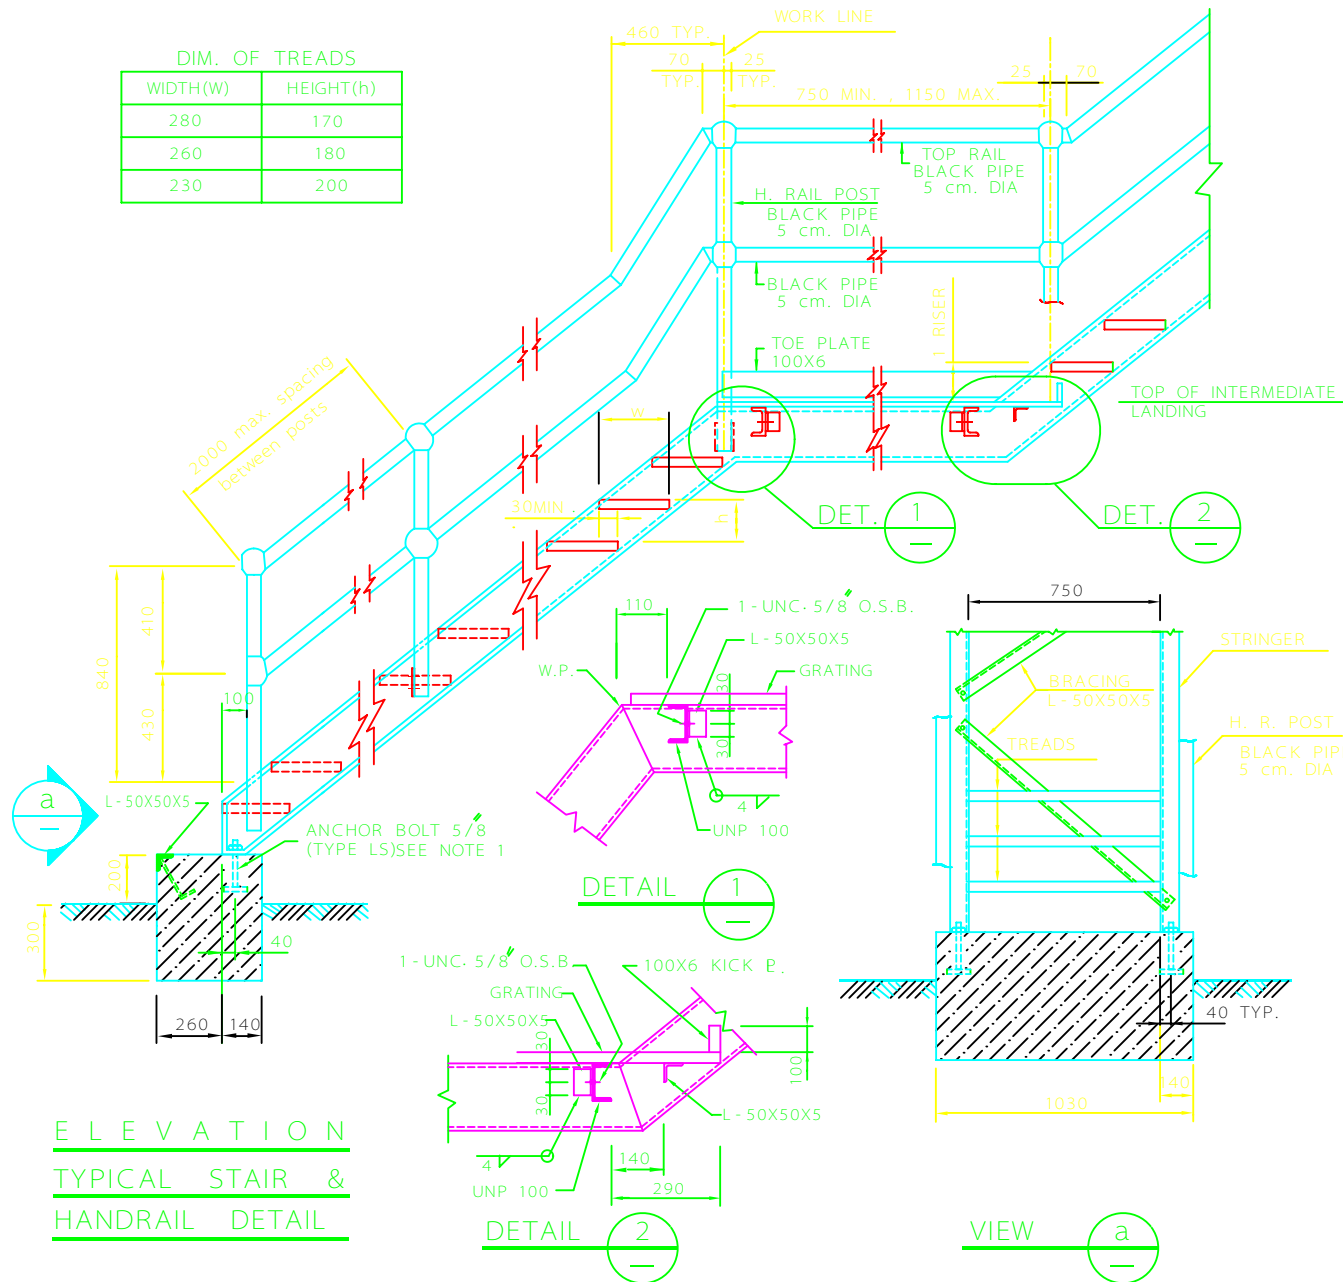 DIM. OF TREADS
WIDTH(W) HEIGHT(h)
280 170
260 180
230 200
WORK LINE
460 TYP.
70 TYP
25 TYP.
750 MIN. , 1150 MAX.
25 70
TOP RAIL
BLACK PIPE
5 cm. DIA
H. RAIL POST
BLACK PIPE
5 cm. DIA
BLACK PIPE
5 cm. DIA
1 RISER
TOE PLATE
100X6
TOP OF INTERMEDIATE
LANDING
2000 max. spacing
between posts
W
30MIN.
h
DET. 1
DET. 2
840
410
430
100
a
L-50X50X5
ANCHOR BOLT 5/8"
(TYPE LS)SEE NOTE 1
200
300
40
260 140
110
1-UNC. 5/8" O.S.B.
L-50X50X5
W.P.
GRATING
30
30
4
UNP 100
DETAIL 1
750
STRINGER
BRACING
L-50X50X5
H. R. POST
BLACK PIP
5 cm. DIA
TREADS
40 TYP.
140
1030
VIEW a
1-UNC. 5/8" O.S.B.
100X6 KICK PL.
GRATING
L-50X50X5
30
30
100
L-50X50X5
4
140
UNP 100
290
DETAIL 2
ELEVATION
TYPICAL STAIR &
HANDRAIL DETAIL